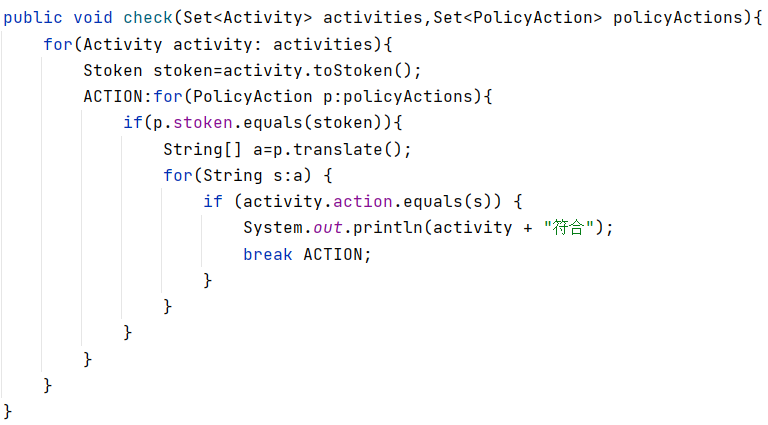 public void check(Set<Activity> activities,Set<PolicyAction> policyActions){
    for(Activity activity: activities){
        Stoken stoken=activity.toStoken();
        ACTION:for(PolicyAction p:policyActions){
            if(p.stoken.equals(stoken)){
                String[] a=p.translate();
                for(String s:a) {
                    if (activity.action.equals(s)) {
                        System.out.println(activity + "符合");
                        break ACTION;
                    }
                }
            }
        }
    }
}